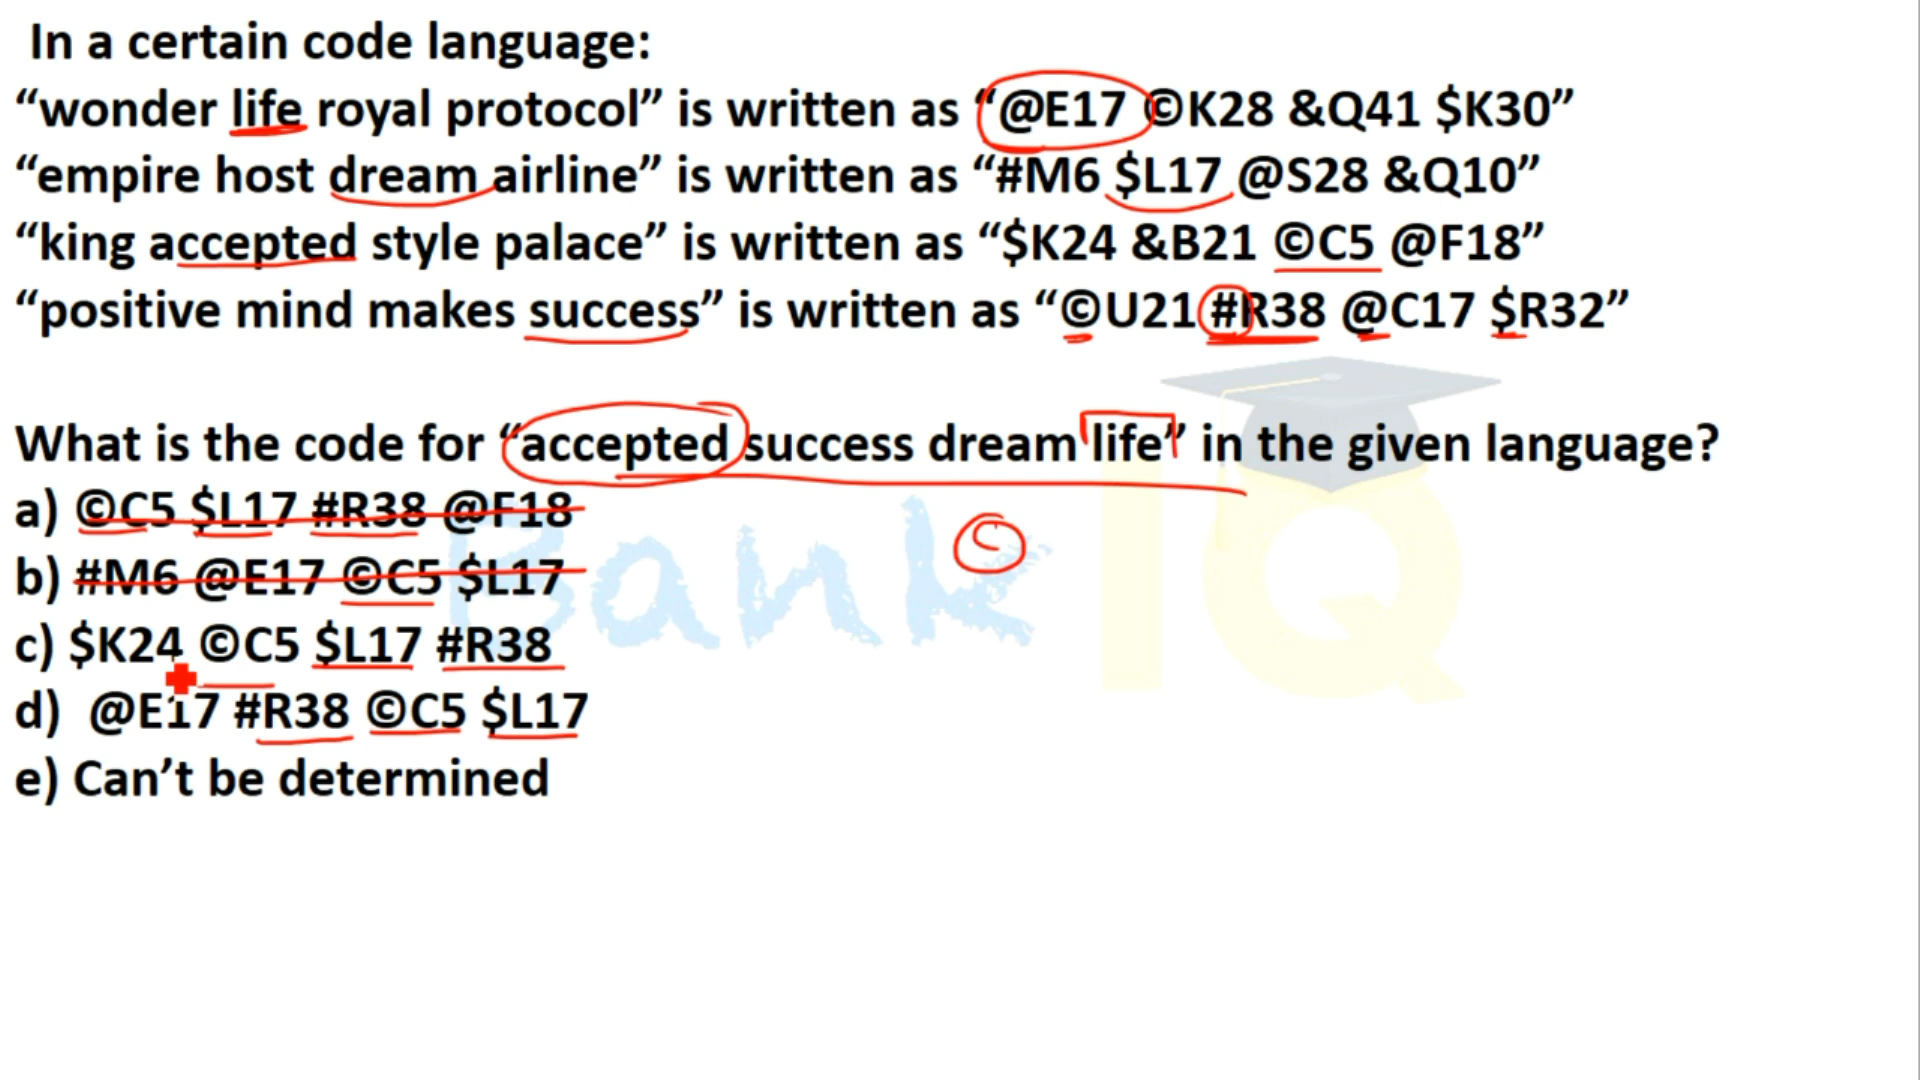 In a certain code language:
“wonder life royal protocol” is written as “@E17 ©K28 &Q41 $K30”
“empire host dream airline” is written as “#M6 $L17 @S28 &Q10”
“king accepted style palace” is written as “$K24 &B21 ©C5 @F18”
“positive mind makes success” is written as “©U21 #R38 @C17 $R32”
What is the code for “accepted success dream life” in the given language?
a) ©C5 $L17 #R38 @F18
b) #M6 @E17 ©C5 $L17
c) $K24 ©C5 $L17 #R38
d) @E17 #R38 ©C5 $L17
e) Can’t be determined
Bank IQ